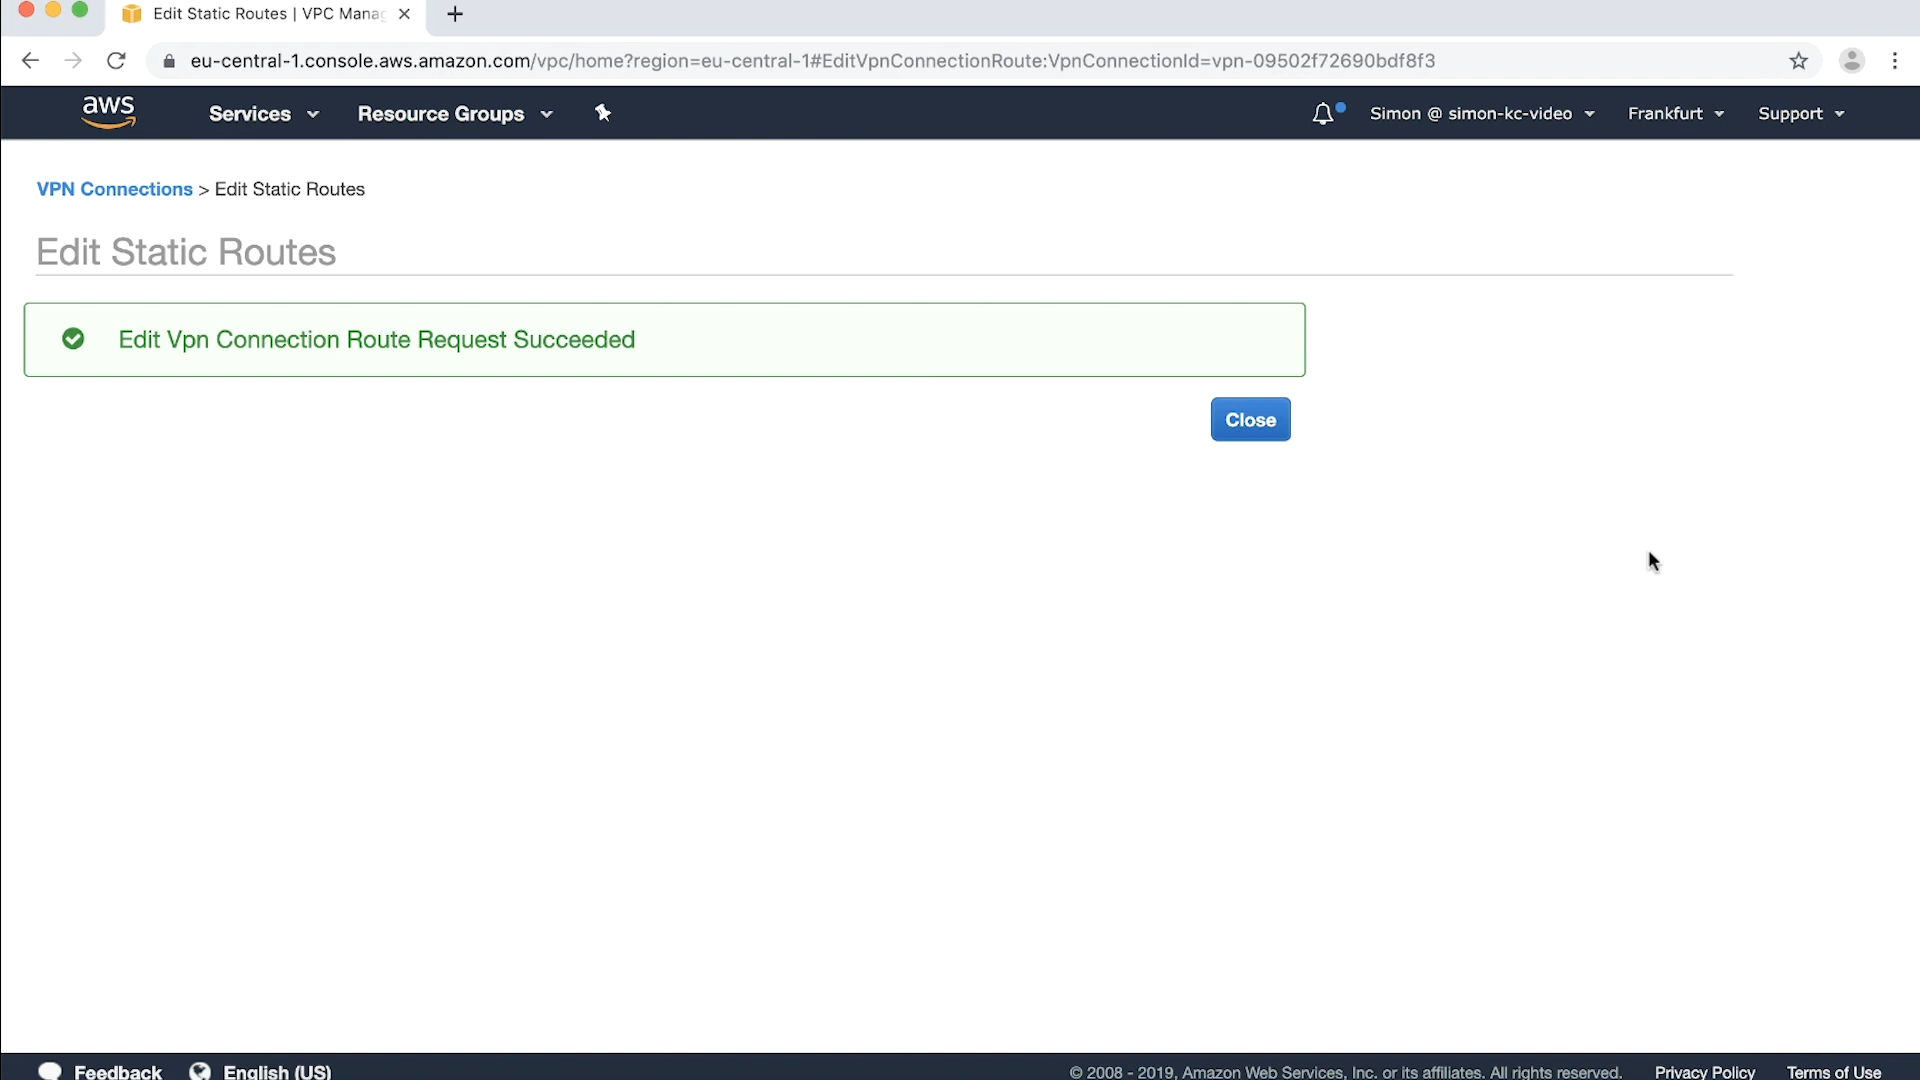 Edit Static Routes | VPC Mana
eu-central-1.console.aws.amazon.com/vpc/home?region=eu-central-1#EditVpnConnectionRoute:VpnConnectionId=vpn-09502f72690bdf8f3
aws Services Resource Groups Simon @ simon-kc-video Frankfurt Support
VPN Connections > Edit Static Routes
Edit Static Routes
Edit Vpn Connection Route Request Succeeded
Close
Feedback English (US) © 2008 - 2019, Amazon Web Services, Inc. or its affiliates. All rights reserved. Privacy Policy Terms of Use